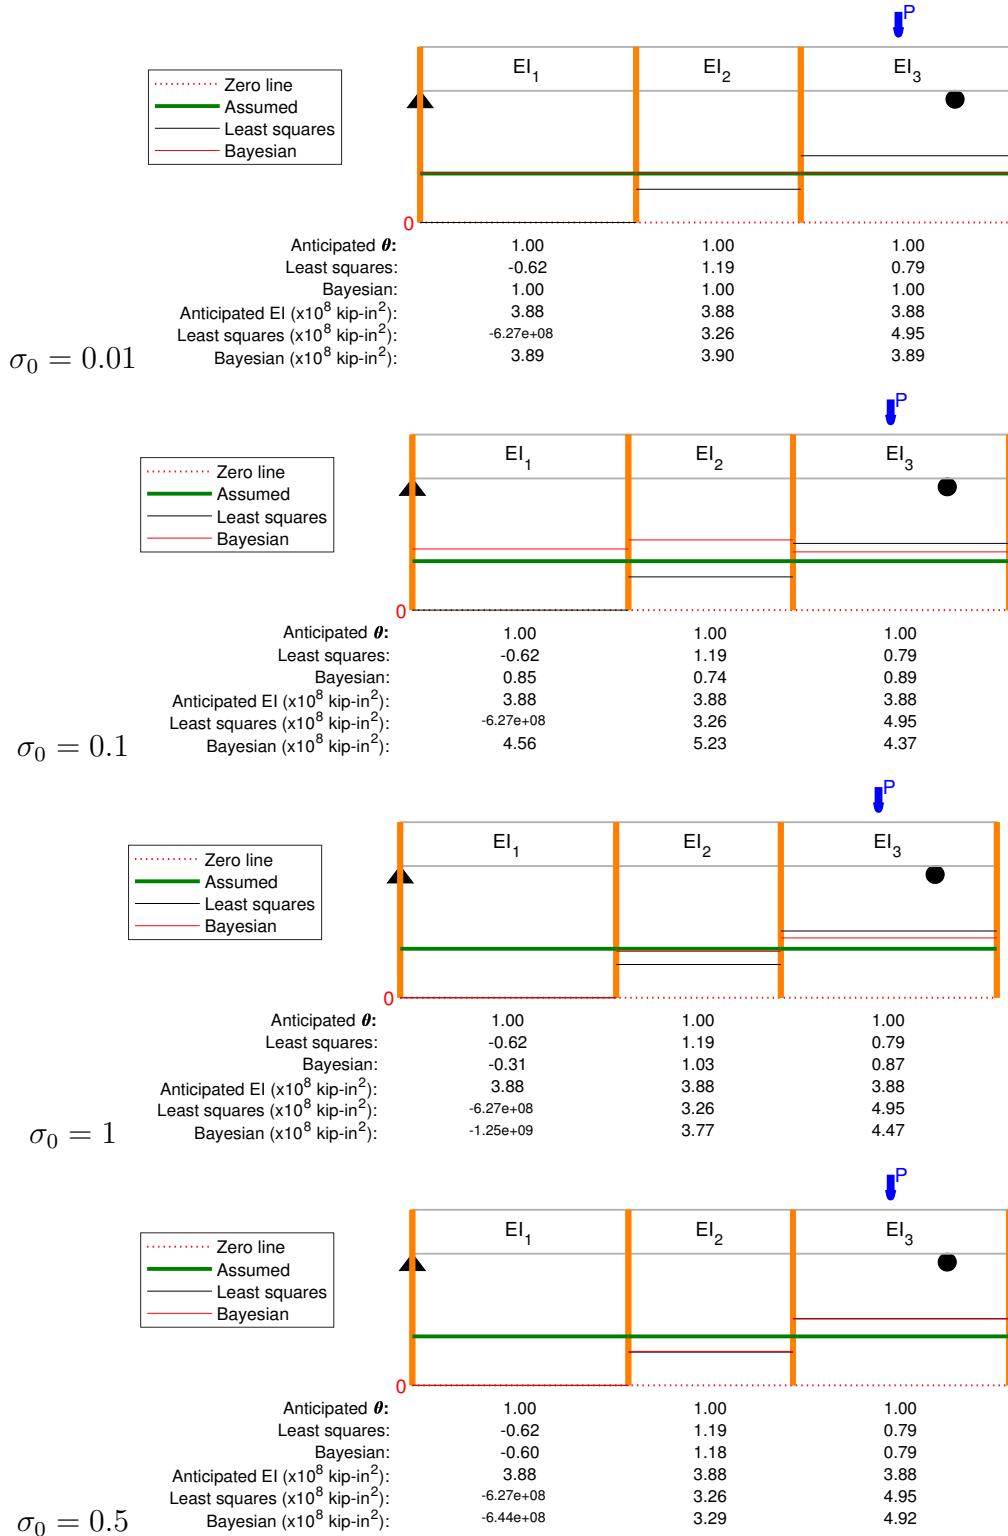 P
EI1 EI2 EI3
Zero line
Assumed
Least squares
Bayesian
0
Anticipated θ: 1.00 1.00 1.00
Least squares: -0.62 1.19 0.79
Bayesian: 1.00 1.00 1.00
Anticipated EI (x10^8 kip-in^2): 3.88 3.88 3.88
Least squares (x10^8 kip-in^2): -6.27e+08 3.26 4.95
Bayesian (x10^8 kip-in^2): 3.89 3.90 3.89
σ0 = 0.01
P
EI1 EI2 EI3
Zero line
Assumed
Least squares
Bayesian
0
Anticipated θ: 1.00 1.00 1.00
Least squares: -0.62 1.19 0.79
Bayesian: 0.85 0.74 0.89
Anticipated EI (x10^8 kip-in^2): 3.88 3.88 3.88
Least squares (x10^8 kip-in^2): -6.27e+08 3.26 4.95
Bayesian (x10^8 kip-in^2): 4.56 5.23 4.37
σ0 = 0.1
P
EI1 EI2 EI3
Zero line
Assumed
Least squares
Bayesian
0
Anticipated θ: 1.00 1.00 1.00
Least squares: -0.62 1.19 0.79
Bayesian: -0.31 1.03 0.87
Anticipated EI (x10^8 kip-in^2): 3.88 3.88 3.88
Least squares (x10^8 kip-in^2): -6.27e+08 3.26 4.95
Bayesian (x10^8 kip-in^2): -1.25e+09 3.77 4.47
σ0 = 1
P
EI1 EI2 EI3
Zero line
Assumed
Least squares
Bayesian
0
Anticipated θ: 1.00 1.00 1.00
Least squares: -0.62 1.19 0.79
Bayesian: -0.60 1.18 0.79
Anticipated EI (x10^8 kip-in^2): 3.88 3.88 3.88
Least squares (x10^8 kip-in^2): -6.27e+08 3.26 4.95
Bayesian (x10^8 kip-in^2): -6.44e+08 3.29 4.92
σ0 = 0.5